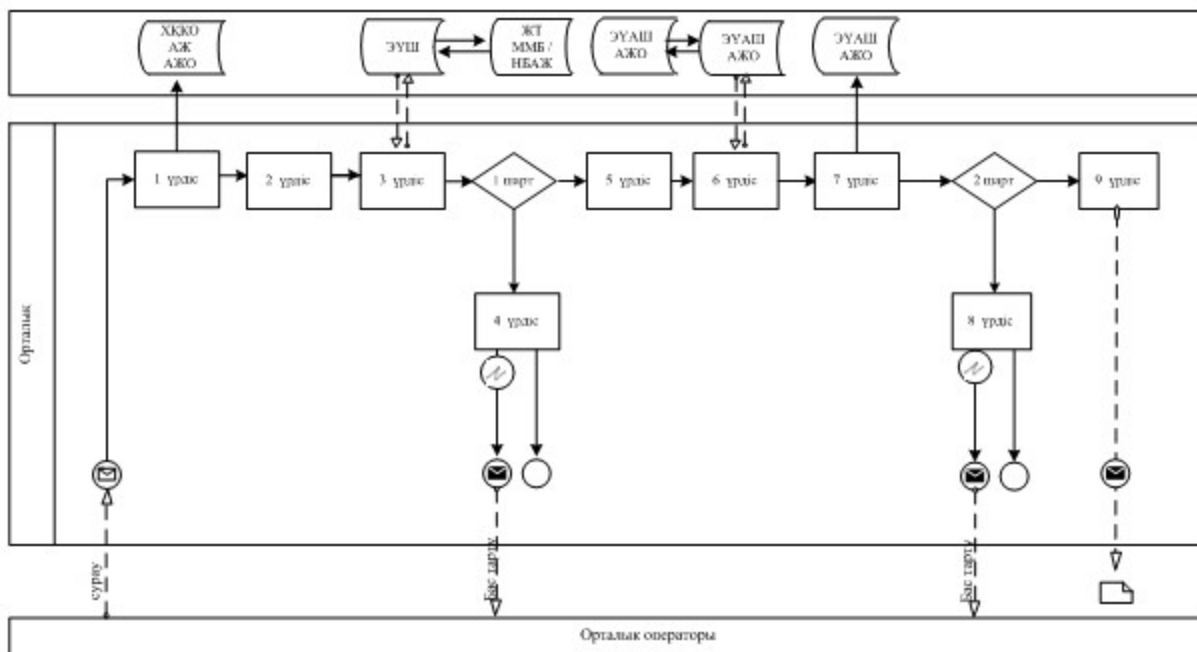 ХҚКО
АЖ
АЖО
ЭҮШ
ЖТ
ММБ /
НБАЖ
ЭҮАШ
АЖО
ЭҮАШ
АЖО
ЭҮАШ
АЖО
1 үрдіс
2 үрдіс
3 үрдіс
1 шарт
5 үрдіс
6 үрдіс
7 үрдіс
2 шарт
9 үрдіс
4 үрдіс
8 үрдіс
Орталық
сұрау
Бас тарту
Бас тарту
Орталық операторы